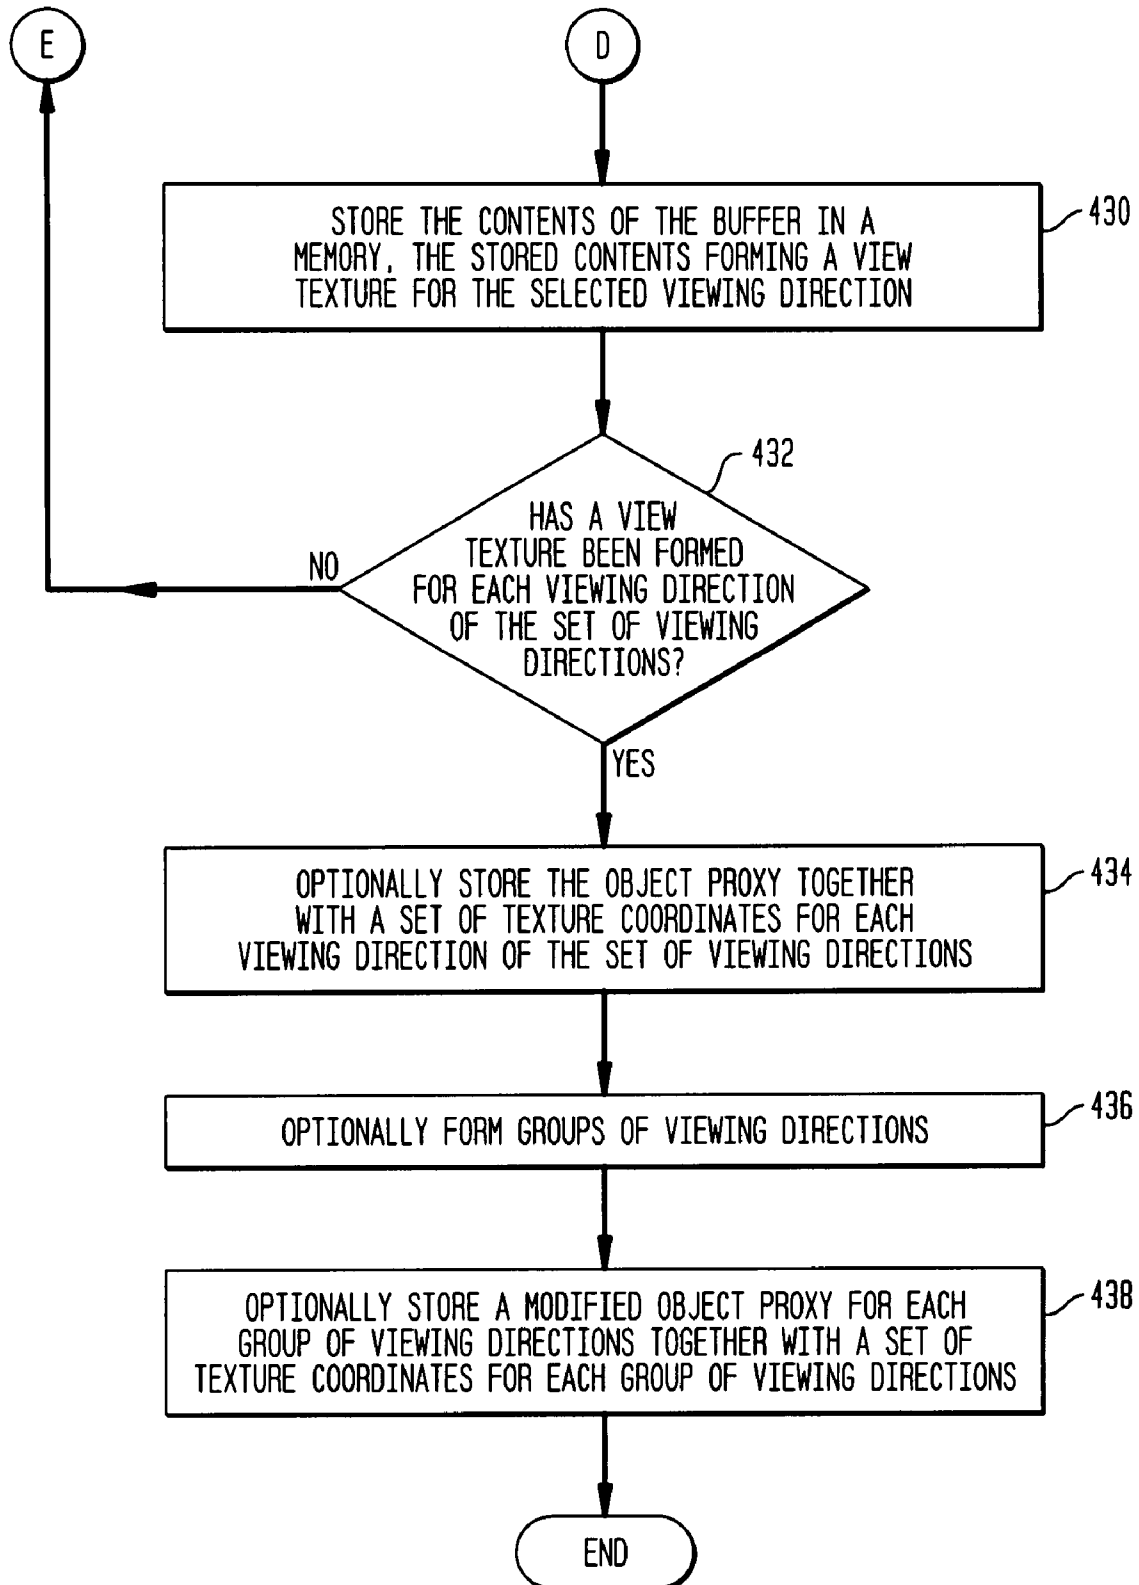 E
D
STORE THE CONTENTS OF THE BUFFER IN A
MEMORY, THE STORED CONTENTS FORMING A VIEW
TEXTURE FOR THE SELECTED VIEWING DIRECTION
430
432
HAS A VIEW
TEXTURE BEEN FORMED
FOR EACH VIEWING DIRECTION
OF THE SET OF VIEWING
DIRECTIONS?
NO
YES
OPTIONALLY STORE THE OBJECT PROXY TOGETHER
WITH A SET OF TEXTURE COORDINATES FOR EACH
VIEWING DIRECTION OF THE SET OF VIEWING DIRECTIONS
434
OPTIONALLY FORM GROUPS OF VIEWING DIRECTIONS
436
OPTIONALLY STORE A MODIFIED OBJECT PROXY FOR EACH
GROUP OF VIEWING DIRECTIONS TOGETHER WITH A SET OF
TEXTURE COORDINATES FOR EACH GROUP OF VIEWING DIRECTIONS
438
END